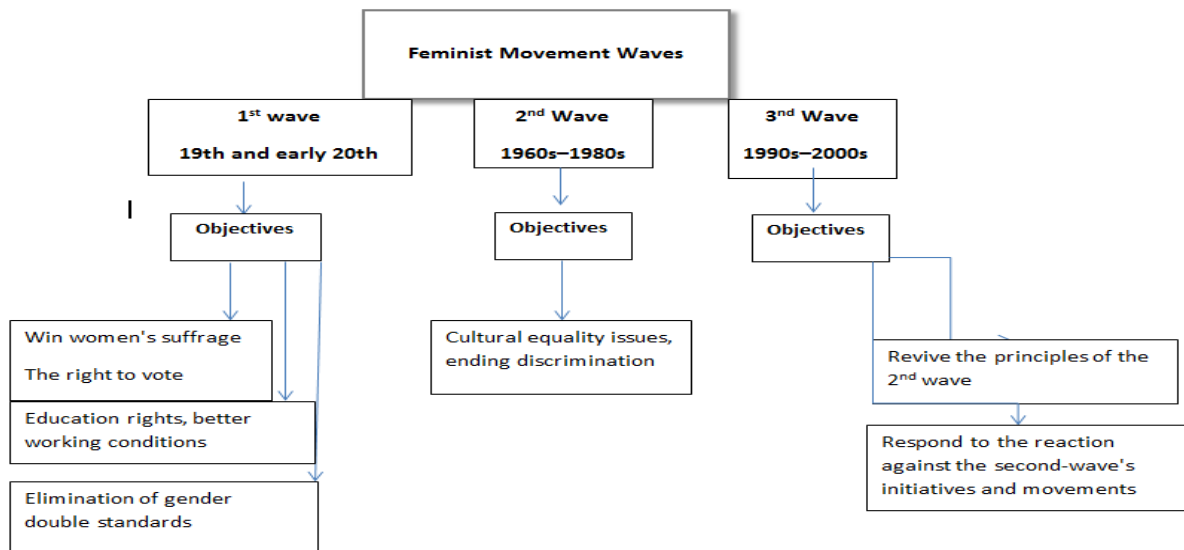 Feminist Movement Waves
1st wave
19th and early 20th
2nd Wave
1960s–1980s
3nd Wave
1990s–2000s
Objectives
Objectives
Objectives
Win women's suffrage
The right to vote
Education rights, better
working conditions
Elimination of gender
double standards
Cultural equality issues,
ending discrimination
Revive the principles of the
2nd wave
Respond to the reaction
against the second-wave's
initiatives and movements